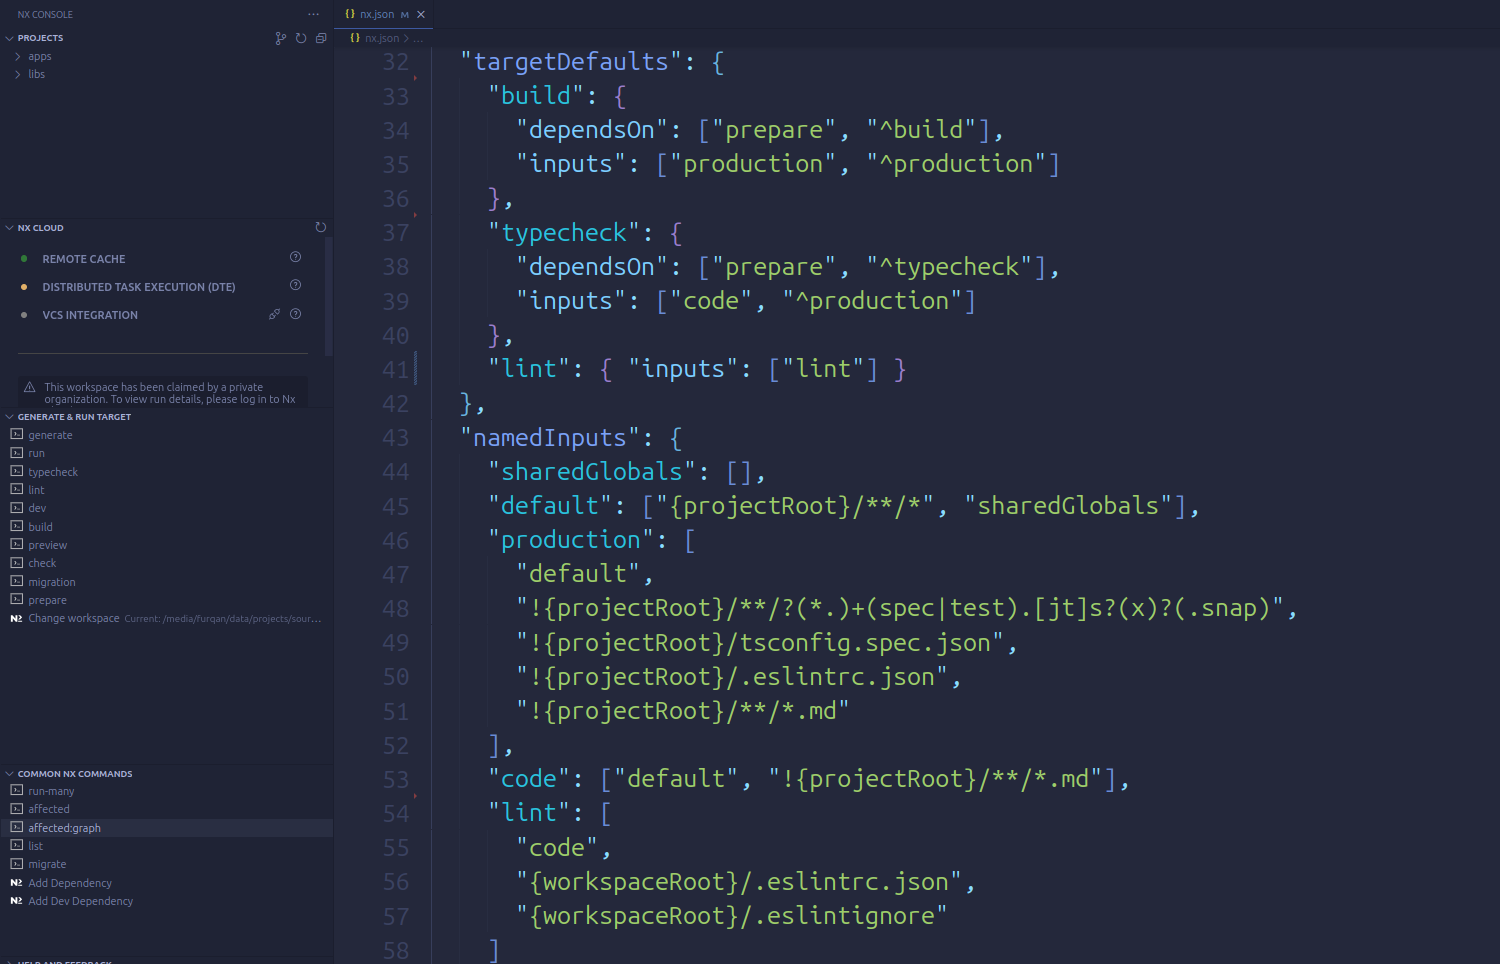 NX CONSOLE
PROJECTS
apps
libs
NX CLOUD
REMOTE CACHE
DISTRIBUTED TASK EXECUTION (DTE)
VCS INTEGRATION
This workspace has been claimed by a private
organization. To view run details, please log in to Nx
GENERATE & RUN TARGET
generate
run
typecheck
lint
dev
build
preview
check
migration
prepare
Change workspace Current: /media/furqan/data/projects/sour...
COMMON NX COMMANDS
run-many
affected
affected:graph
list
migrate
Add Dependency
Add Dev Dependency
HELP AND FEEDBACK
{} nx.json M
{} nx.json > ...
32 "targetDefaults": {
33 "build": {
34 "dependsOn": ["prepare", "^build"],
35 "inputs": ["production", "^production"]
36 },
37 "typecheck": {
38 "dependsOn": ["prepare", "^typecheck"],
39 "inputs": ["code", "^production"]
40 },
41 "lint": { "inputs": ["lint"] }
42 },
43 "namedInputs": {
44 "sharedGlobals": [],
45 "default": ["{projectRoot}/**/*", "sharedGlobals"],
46 "production": [
47 "default",
48 "!{projectRoot}/**/?(*.)+(spec|test).[jt]s?(x)?(.snap)",
49 "!{projectRoot}/tsconfig.spec.json",
50 "!{projectRoot}/.eslintrc.json",
51 "!{projectRoot}/**/*.md"
52 ],
53 "code": ["default", "!{projectRoot}/**/*.md"],
54 "lint": [
55 "code",
56 "{workspaceRoot}/.eslintrc.json",
57 "{workspaceRoot}/.eslintignore"
58 ]